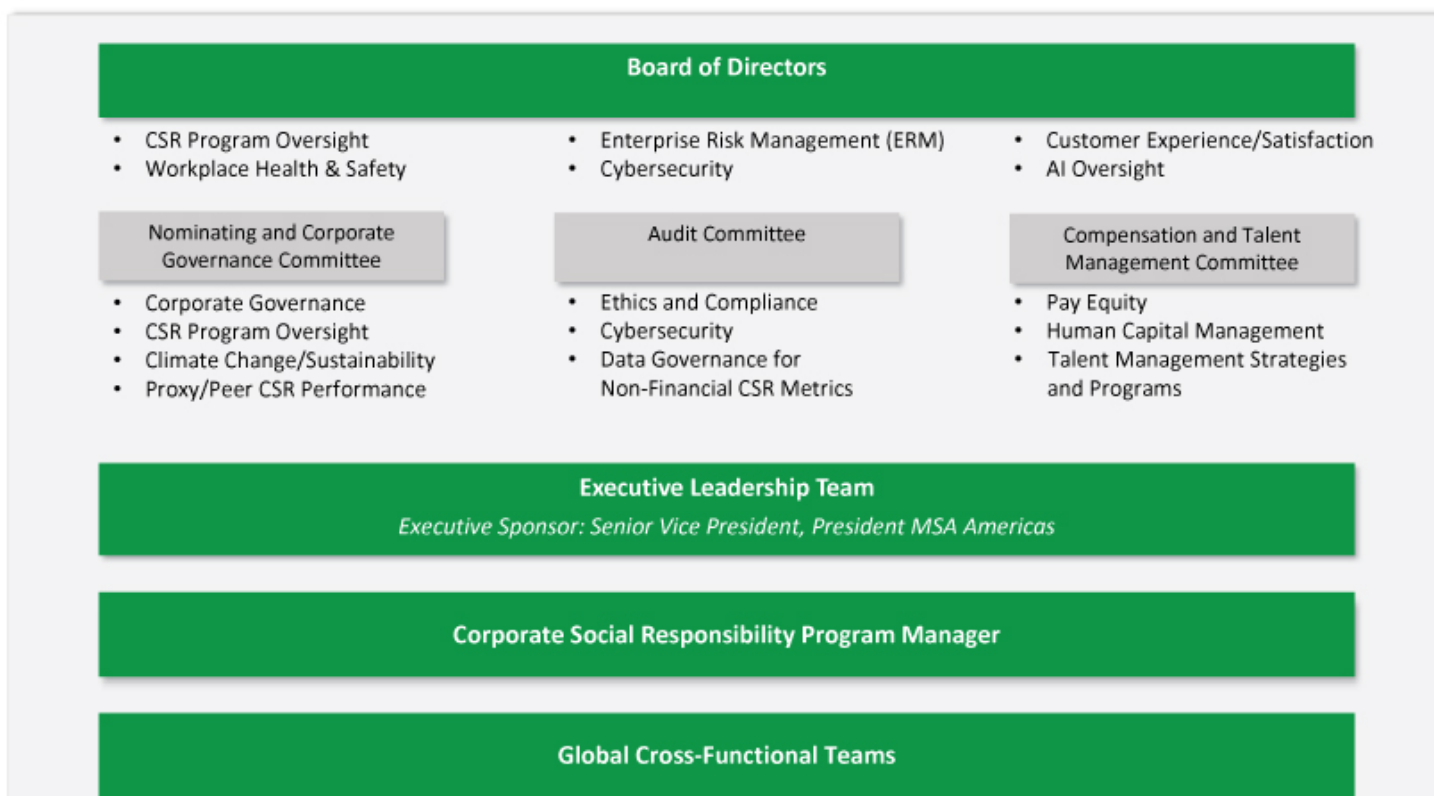 Board of Directors
• CSR Program Oversight
• Workplace Health & Safety
• Enterprise Risk Management (ERM)
• Cybersecurity
• Customer Experience/Satisfaction
• AI Oversight
Nominating and Corporate
Governance Committee
• Corporate Governance
• CSR Program Oversight
• Climate Change/Sustainability
• Proxy/Peer CSR Performance
Audit Committee
• Ethics and Compliance
• Cybersecurity
• Data Governance for
Non-Financial CSR Metrics
Compensation and Talent
Management Committee
• Pay Equity
• Human Capital Management
• Talent Management Strategies
and Programs
Executive Leadership Team
Executive Sponsor: Senior Vice President, President MSA Americas
Corporate Social Responsibility Program Manager
Global Cross-Functional Teams